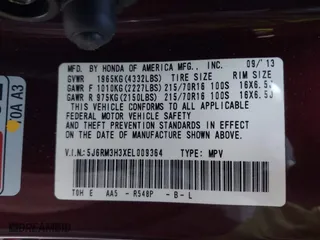 MFD. BY HONDA OF AMERICA MFG., INC. 09/'13
GVWR 1965KG(4332LBS) TIRE SIZE RIM SIZE
GAWR F 1010KG(2227LBS) 215/70R16 100S 16X6.5J
GAWR R 975KG(2150LBS) 215/70R16 100S 16X6.5J
THIS VEHICLE CONFORMS TO ALL APPLICABLE
FEDERAL MOTOR VEHICLE SAFETY
AND THEFT PREVENTION STANDARDS IN EFFECT ON
THE DATE OF MANUFACTURE SHOWN ABOVE.
V.I.N.: 5J6RM3H3XEL009364 TYPE: MPV
TOH E AA5 - R548P - B - L
T0A A3